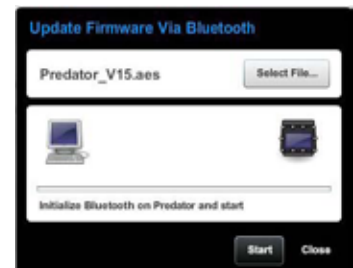 Update Firmware Via Bluetooth
Predator_V15.aes
Select File...
Initialize Bluetooth on Predator and start
Start
Close